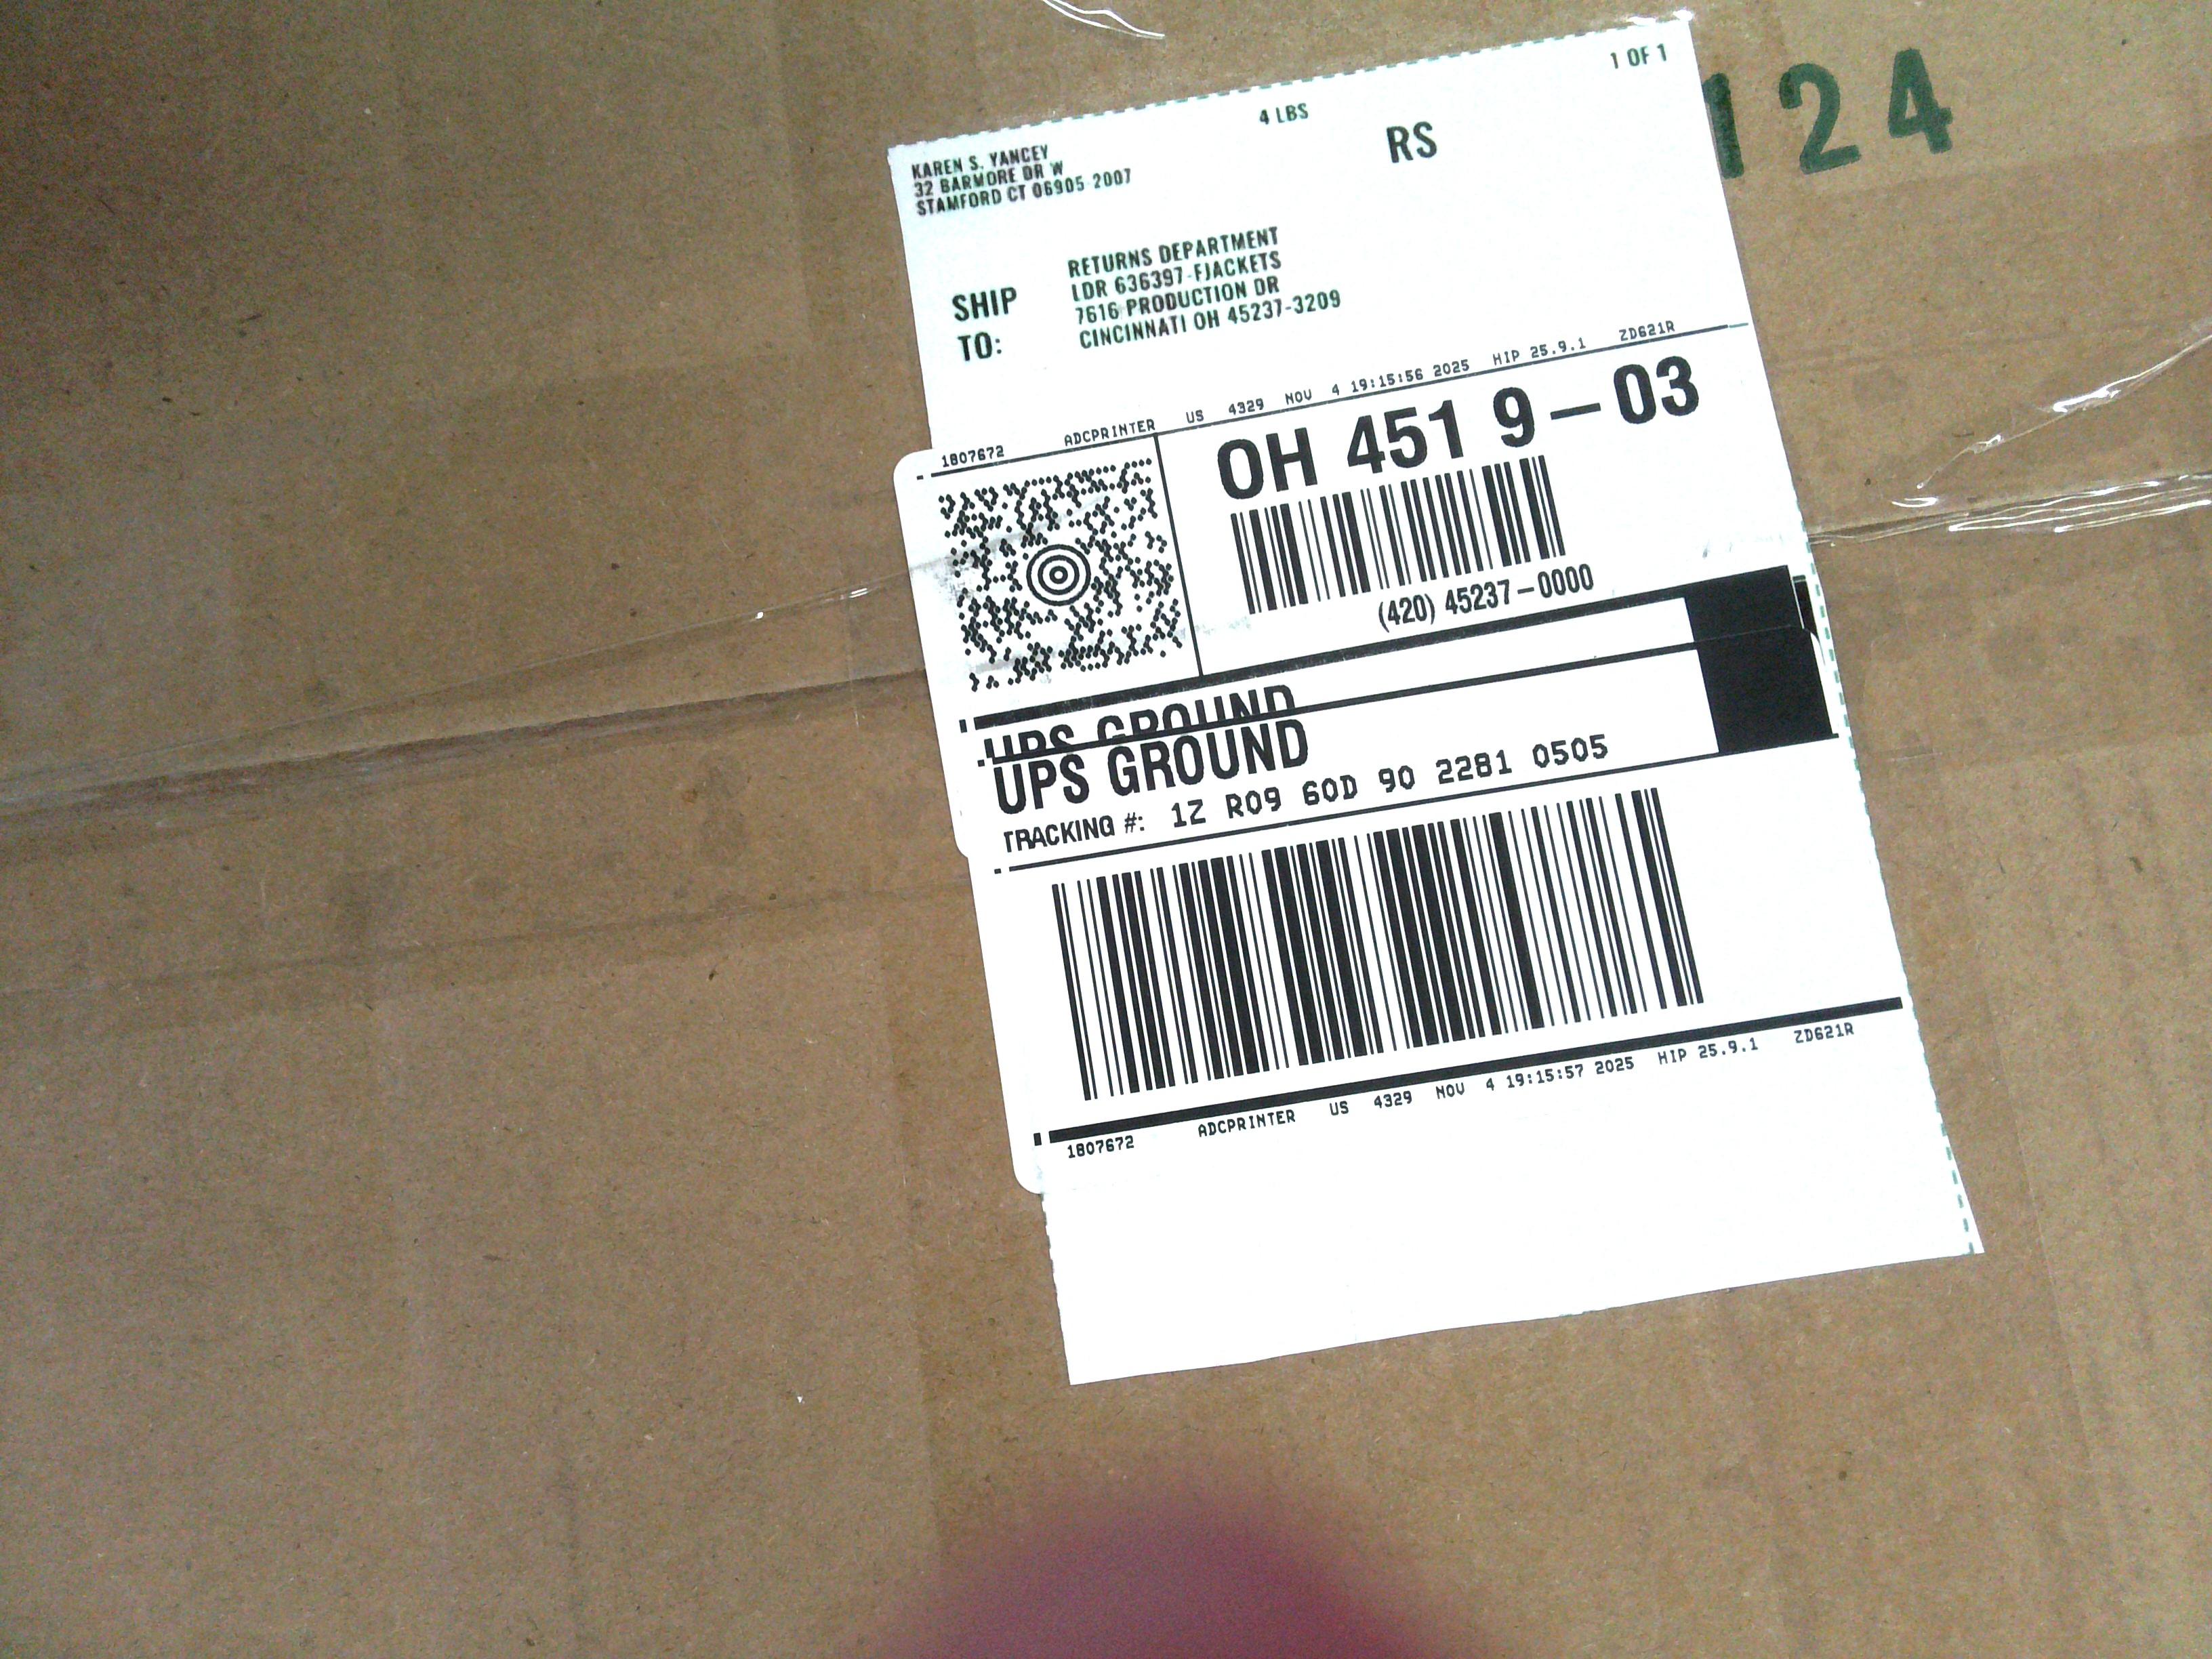 1 OF 1
4 LBS
RS
124
KAREN S. YANCEY
32 BARMORE DR W
STAMFORD CT 06905-2007
SHIP
TO:
RETURNS DEPARTMENT
LDR 636397-FJACKETS
7616 PRODUCTION DR
CINCINNATI OH 45237-3209
1807672 ADCPRINTER US 4329 NOV 4 19:15:56 2025 HIP 25.9.1 ZD621R
OH 451 9-03
(420) 45237-0000
UPS GROUND
UPS GROUND
TRACKING #: 1Z R09 60D 90 2281 0505
1807672 ADCPRINTER US 4329 NOV 4 19:15:57 2025 HIP 25.9.1 ZD621R